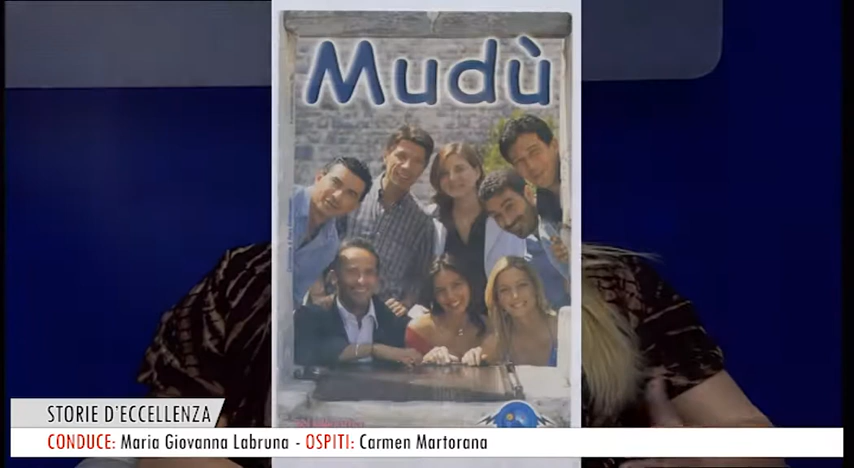 Mudù
STORIE D'ECCELLENZA
CONDUCE: Maria Giovanna Labruna - OSPITI: Carmen Martorana